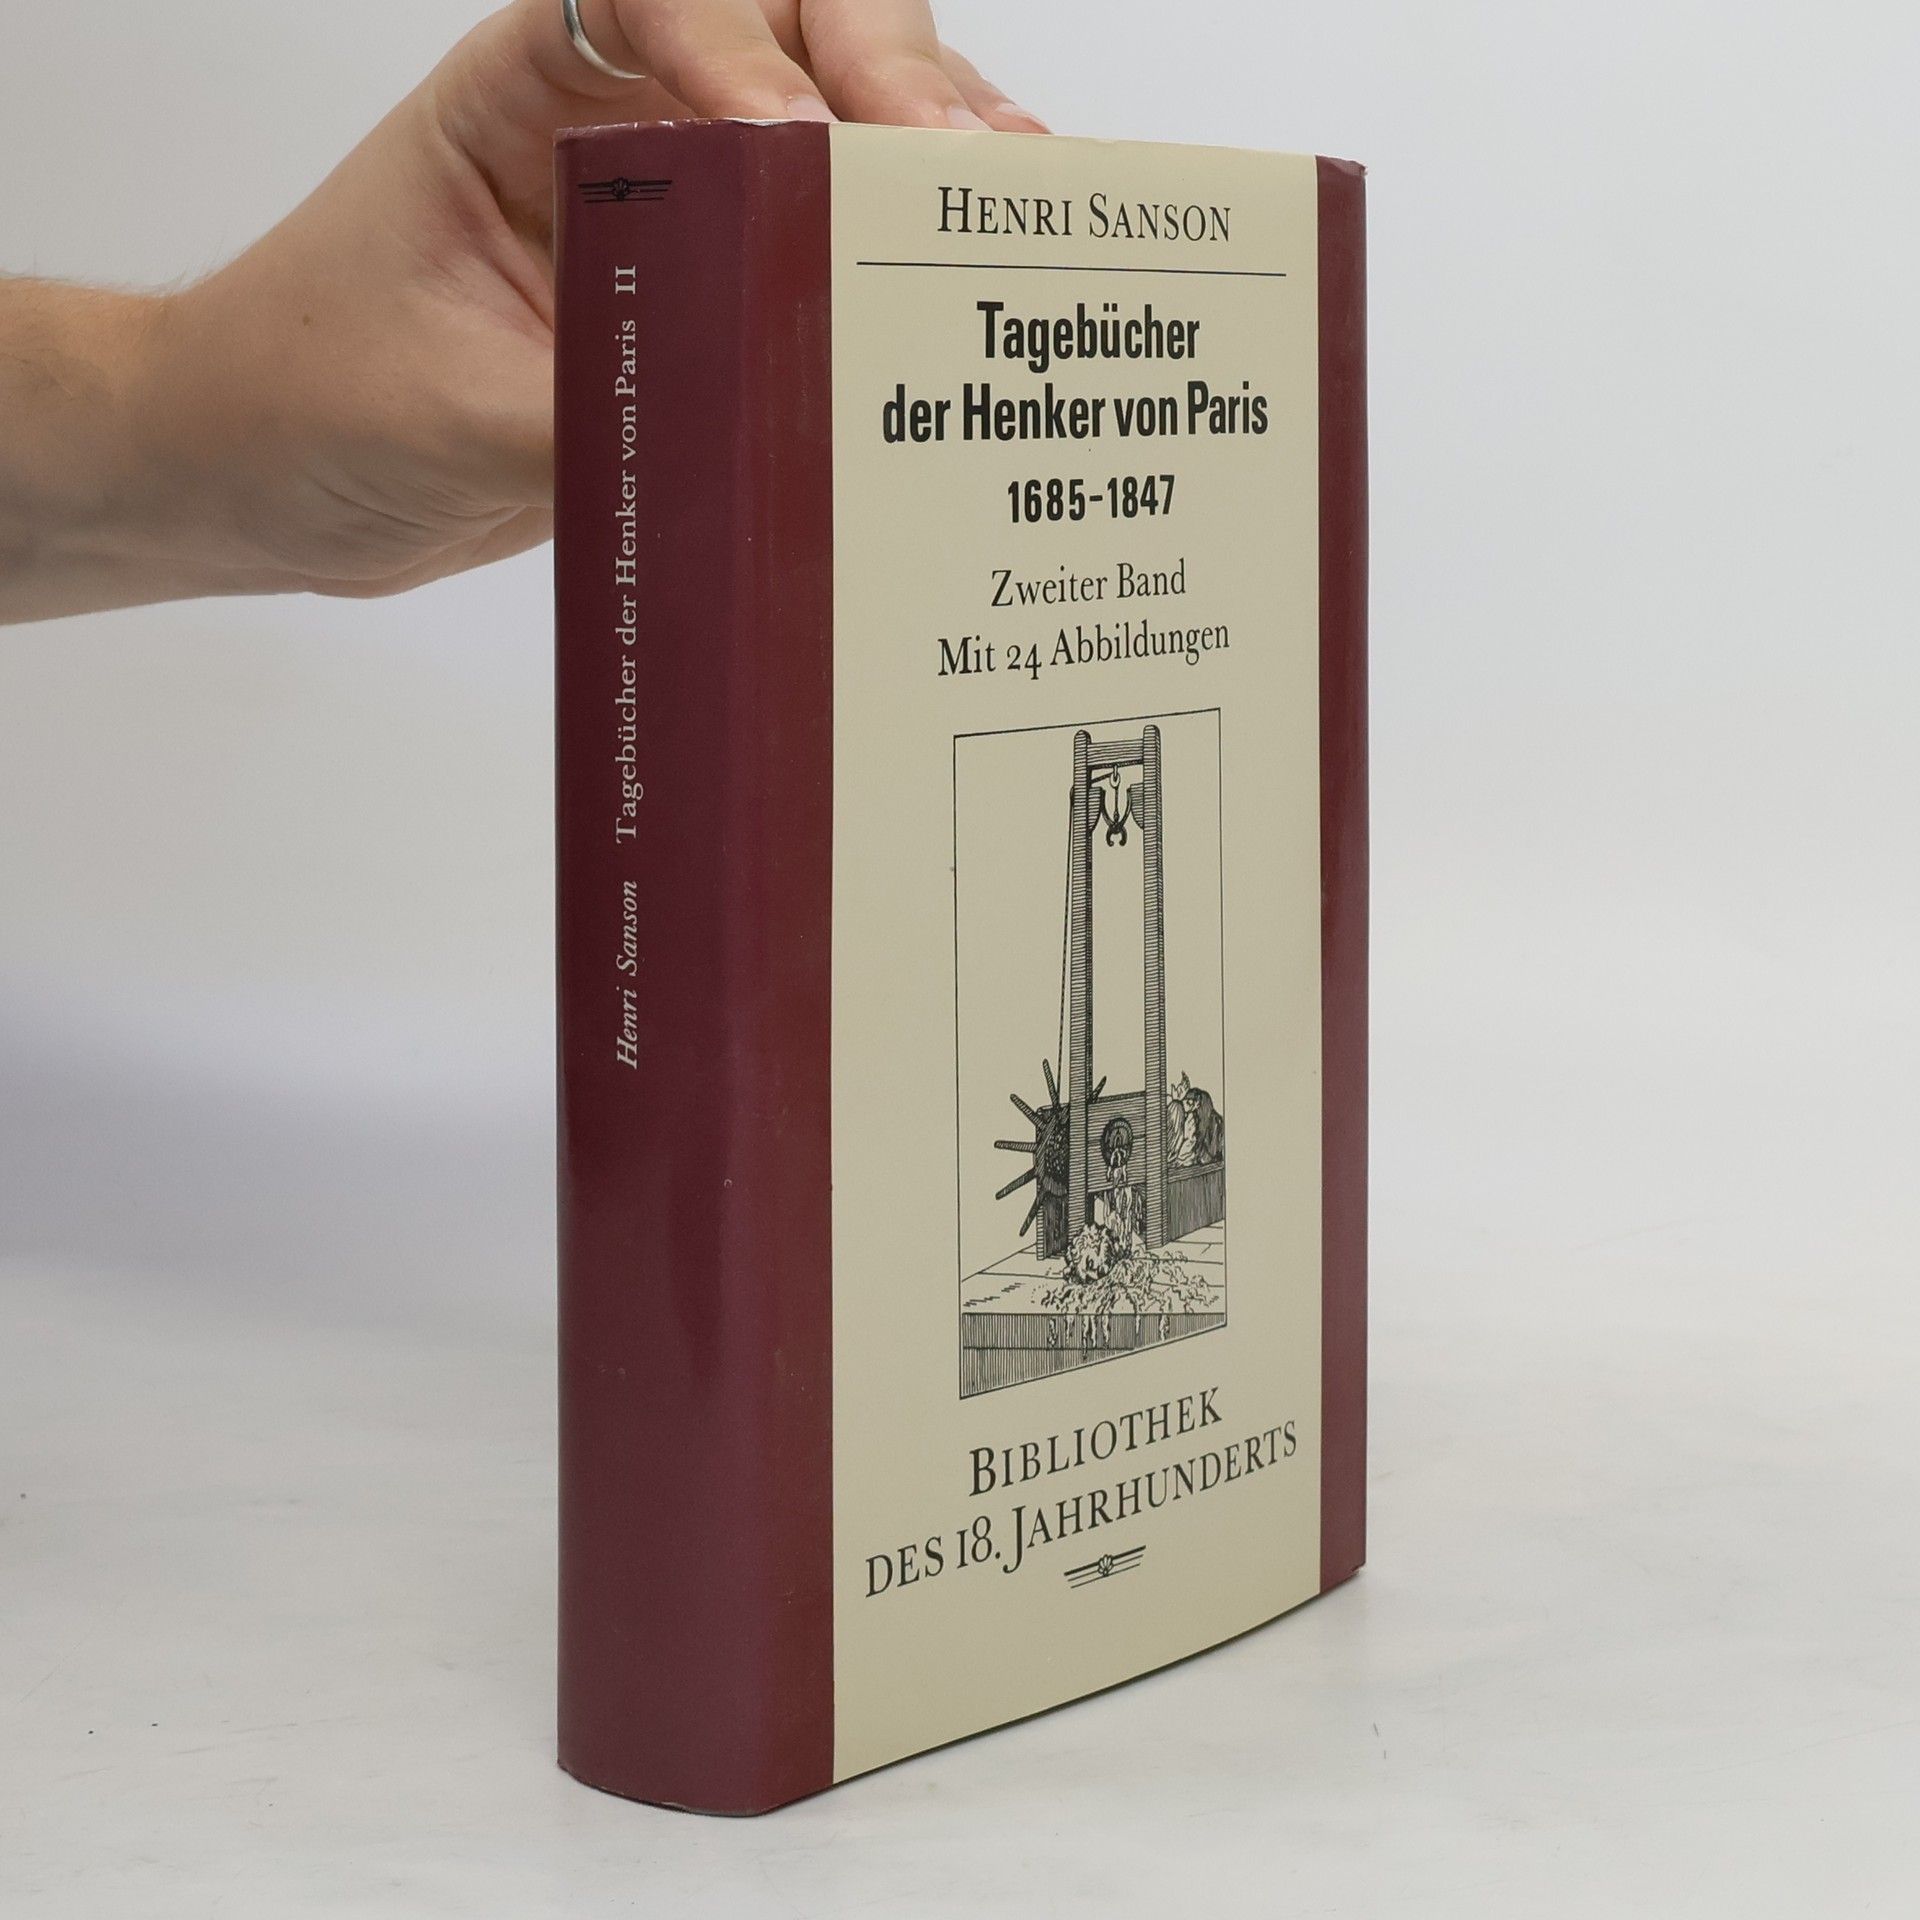 Henri Sanson Tagebücher der Henker von Paris II
HENRI SANSON
Tagebücher
der Henker von Paris
1685-1847
Zweiter Band
Mit 24 Abbildungen
BIBLIOTHEK
DES 18. JAHRHUNDERTS